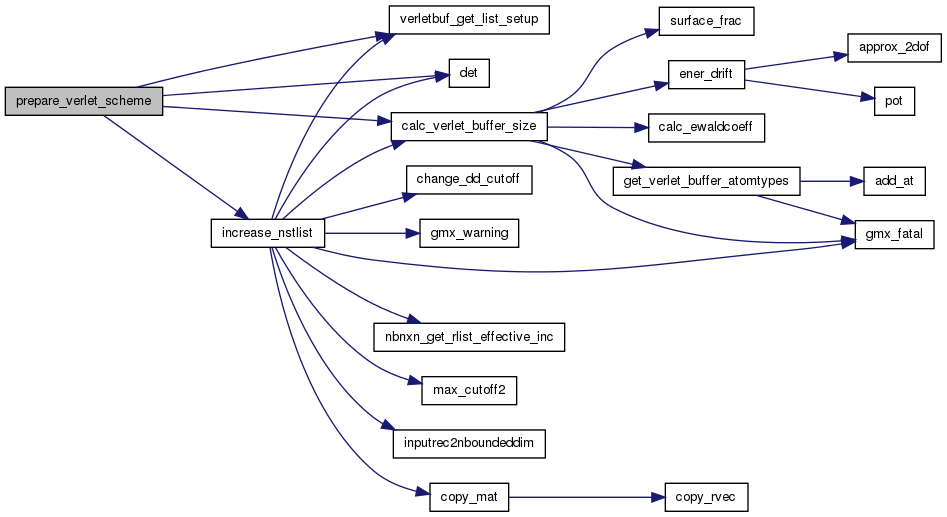 verletbuf_get_list_setup
surface_frac
approx_2dof
det
ener_drift
prepare_verlet_scheme
pot
calc_verlet_buffer_size
calc_ewaldcoeff
change_dd_cutoff
get_verlet_buffer_atomtypes
add_at
increase_nstlist
gmx_warning
gmx_fatal
nbnxn_get_rlist_effective_inc
max_cutoff2
inputrec2nboundeddim
copy_mat
copy_rvec